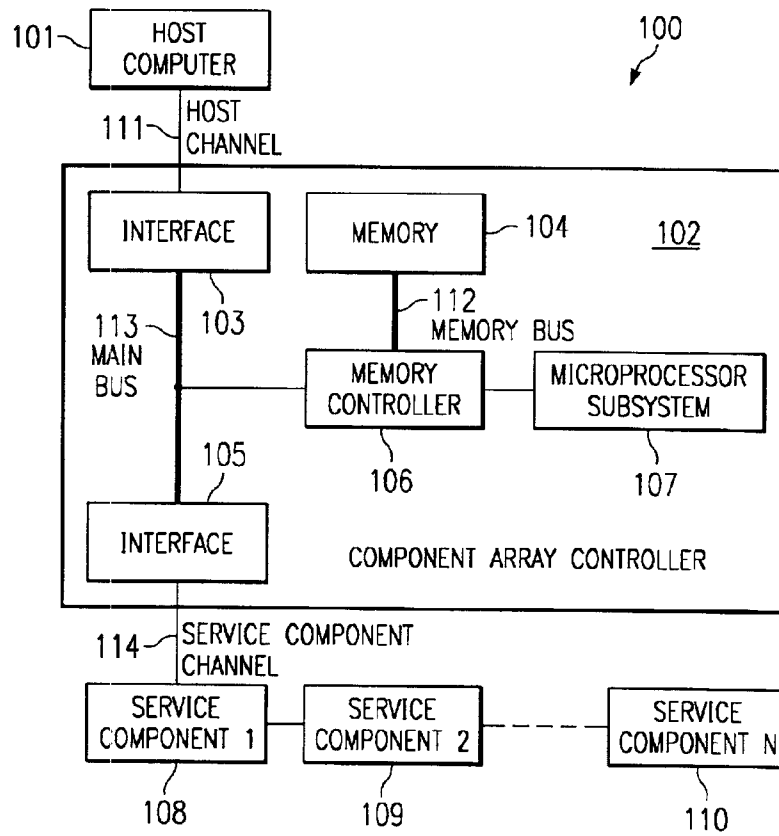 100
101
HOST
COMPUTER
111
HOST
CHANNEL
INTERFACE
103
MEMORY
104
102
113
MAIN
BUS
112
MEMORY BUS
MEMORY
CONTROLLER
106
MICROPROCESSOR
SUBSYSTEM
107
105
INTERFACE
COMPONENT ARRAY CONTROLLER
114
SERVICE COMPONENT
CHANNEL
SERVICE
COMPONENT 1
108
SERVICE
COMPONENT 2
109
SERVICE
COMPONENT N
110